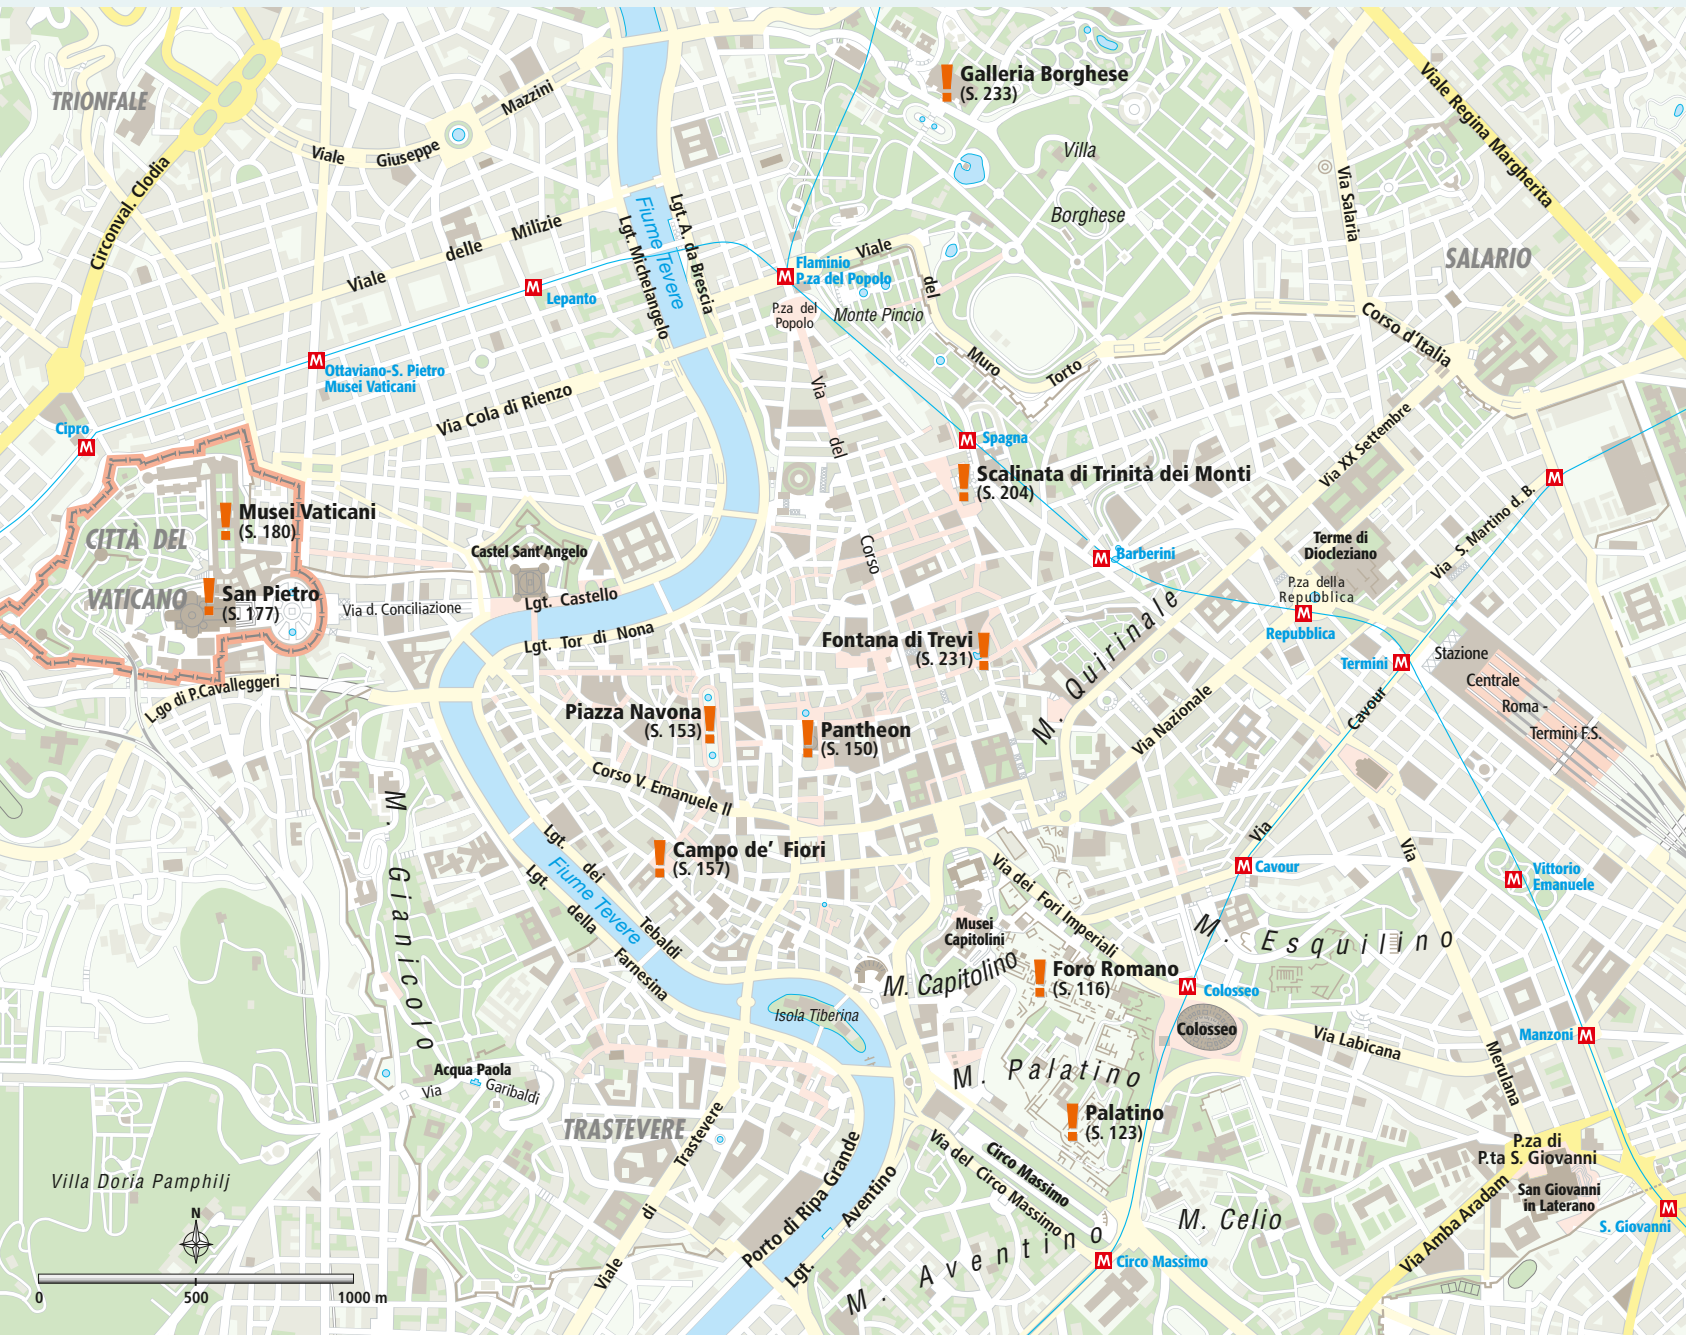 Galleria Borghese
(S. 233)
TRIONFALE
Viale Giuseppe Mazzini
Viale Regina Margherita
Circonval. Clodia
Villa
Borghese
Via Salaria
SALARIO
Viale delle Milizie
Fiume Tevere
Lgt. A. da Brescia
Lgt. Michelangelo
Lepanto
Flaminio
P.za del Popolo
P.za del
Popolo
Viale del
Muro Torto
Monte Pincio
Corso d'Italia
Ottaviano-S. Pietro
Musei Vaticani
Via Cola di Rienzo
Cipro
Via del Corso
Spagna
Scalinata di Trinità dei Monti
(S. 204)
Via XX Settembre
Musei Vaticani
(S. 180)
CITTÀ DEL
VATICANO
San Pietro
(S. 177)
Castel Sant'Angelo
Via d. Conciliazione
Lgt. Castello
Lgt. Tor di Nona
Barberini
Terme di
Diocleziano
P.za della
Repubblica
Repubblica
Via S. Martino d. B.
Termini
Stazione
Centrale
Roma -
Termini F.S.
Fontana di Trevi
(S. 231)
M. Quirinale
Via Nazionale
L.go di P.Cavalleggeri
Piazza Navona
(S. 153)
Pantheon
(S. 150)
Corso V. Emanuele II
Via Cavour
Via Merulana
M. Gianicolo
Campo de' Fiori
(S. 157)
Lgt. dei Tebaldi
Fiume Tevere
Lgt. della Farnesina
Via dei Fori Imperiali
Cavour
Vittorio
Emanuele
Musei
Capitolini
M. Esquilino
M. Capitolino
Foro Romano
(S. 116)
Colosseo
Colosseo
Isola Tiberina
Via Labicana
Manzoni
Acqua Paola
Via Garibaldi
M. Palatino
Palatino
(S. 123)
TRASTEVERE
Viale di Trastevere
Porto di Ripa Grande
Lgt. Aventino
Via del Circo Massimo
Circo Massimo
P.za di
P.ta S. Giovanni
San Giovanni
in Laterano
S. Giovanni
Via Amba Aradam
Villa Doria Pamphilj
M. Celio
M. Aventino
Circo Massimo
N
0 500 1000 m